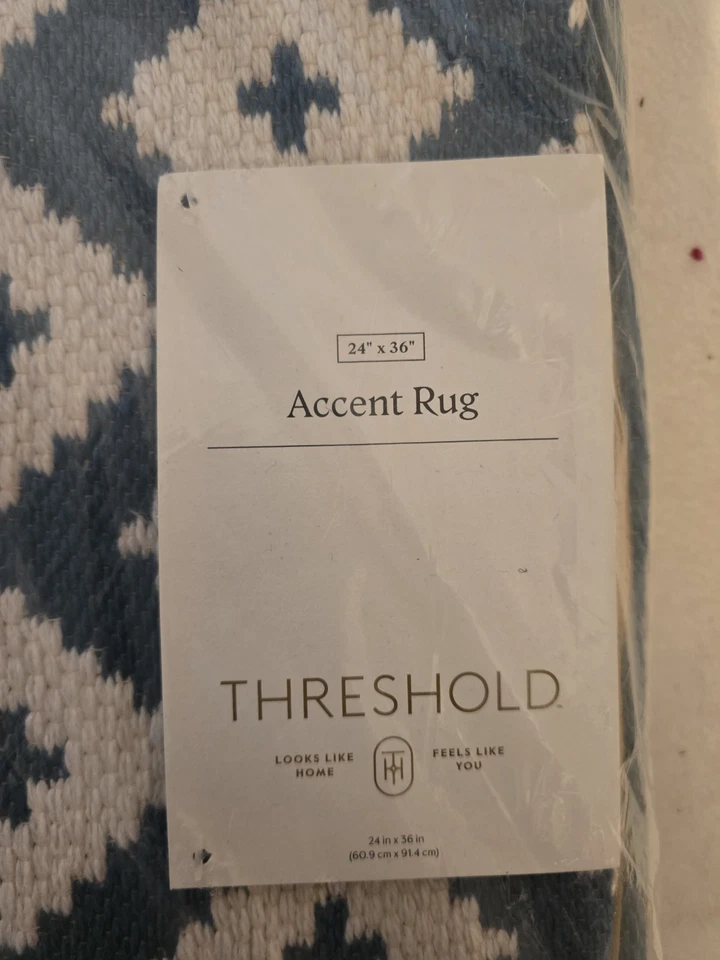 24" x 36"
Accent Rug
THRESHOLD™
LOOKS LIKE HOME
FEELS LIKE YOU
24 in x 36 in
(60.9 cm x 91.4 cm)